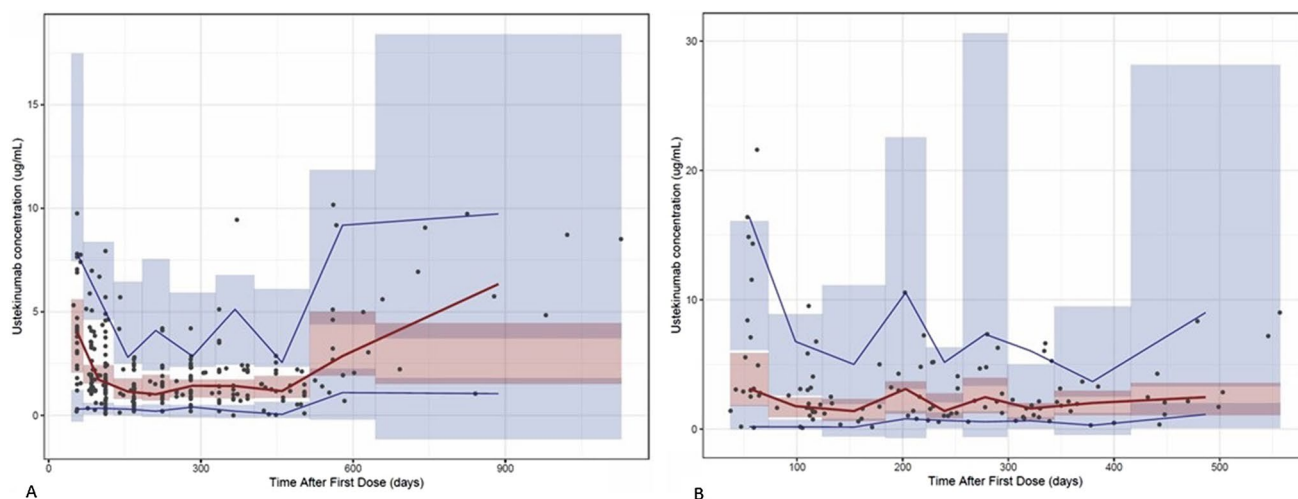 15
10
5
0
Ustekinumab concentration (ug/mL)
0
300
600
900
Time After First Dose (days)
A
30
20
10
0
Ustekinumab concentration (ug/mL)
100
200
300
400
500
Time After First Dose (days)
B